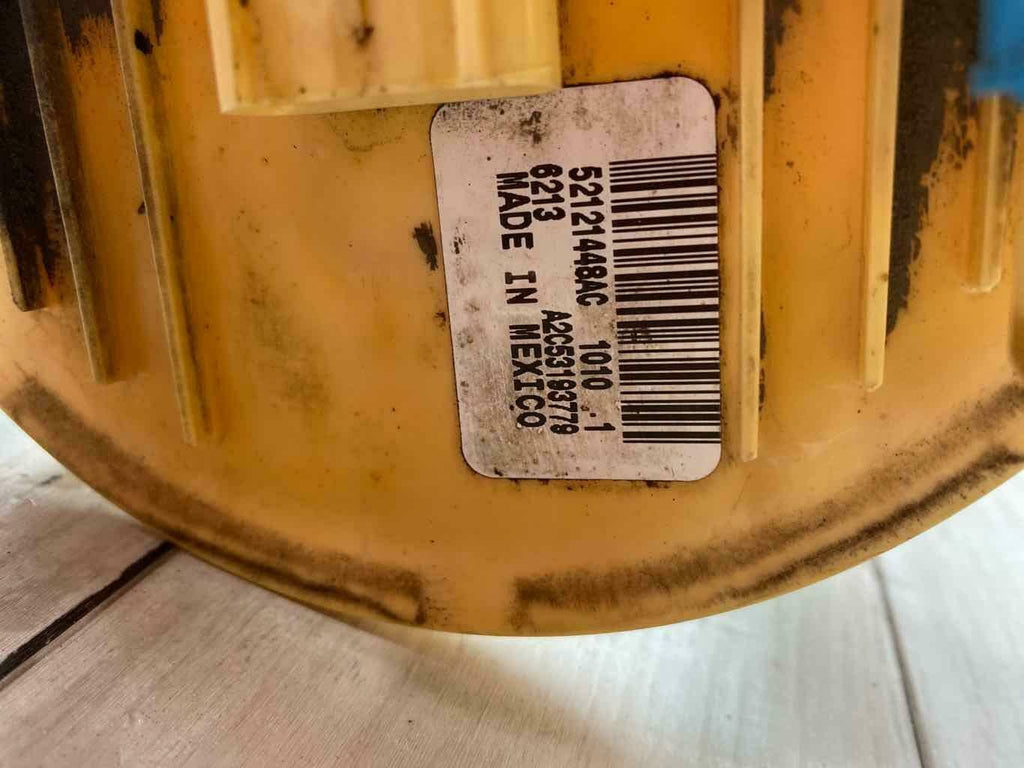 52121448AC 1010 .1
6213 A2C53193779
MADE IN MEXICO